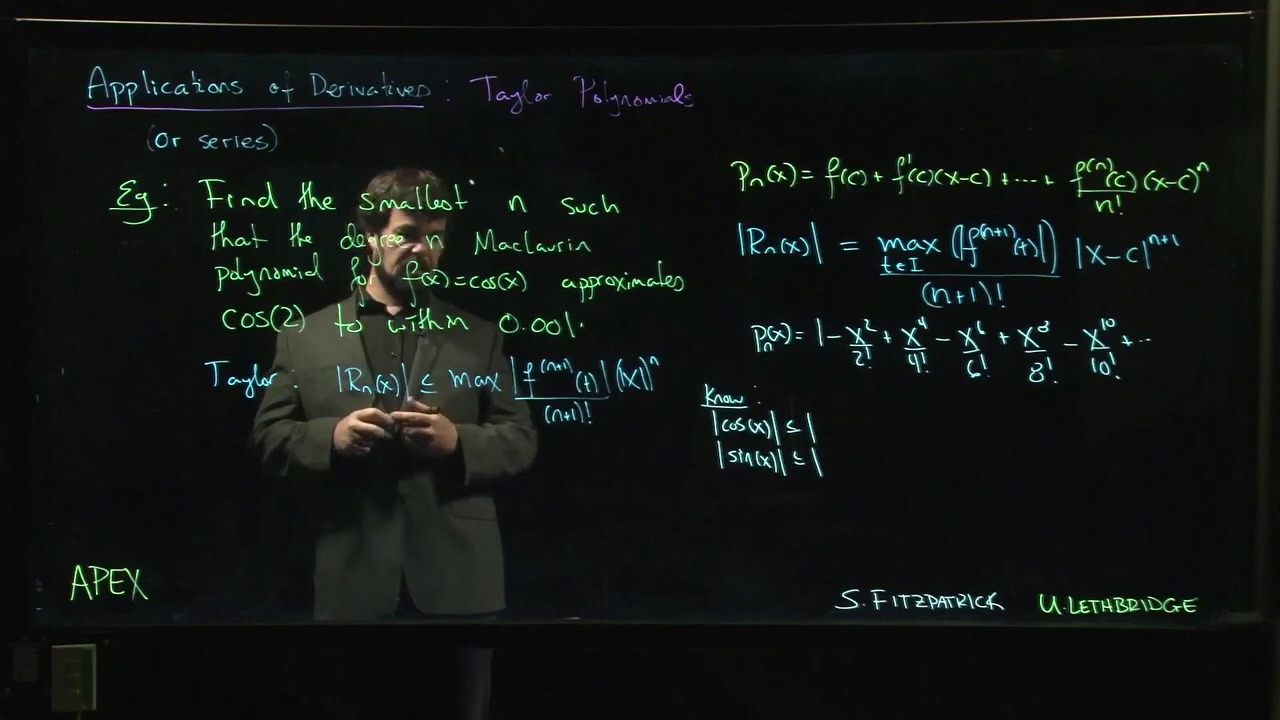 Applications of Derivatives : Taylor Polynomials
(or series)
Eg: Find the smallest n such
that the degree n Maclaurin
polynomial for f(x)=cos(x) approximates
cos(2) to within 0.001.
Taylor: |Rₙ(x)| ≤ max |f⁽ⁿ⁺¹⁾(t)|/(n+1)! (|x|)ⁿ
pₙ(x) = f(c) + f'(c)(x-c) + ... + f⁽ⁿ⁾(c)/n! (x-c)ⁿ
|Rₙ(x)| = max t∈I (|f⁽ⁿ⁺¹⁾(t)|)/(n+1)! |x-c|ⁿ⁺¹
pₙ(x) = 1 - x²/2! + x⁴/4! - x⁶/6! + x⁸/8! - x¹⁰/10! + ...
Know:
|cos(x)| ≤ 1
|sin(x)| ≤ 1
APEX
S. FITZPATRICK U. LETHBRIDGE